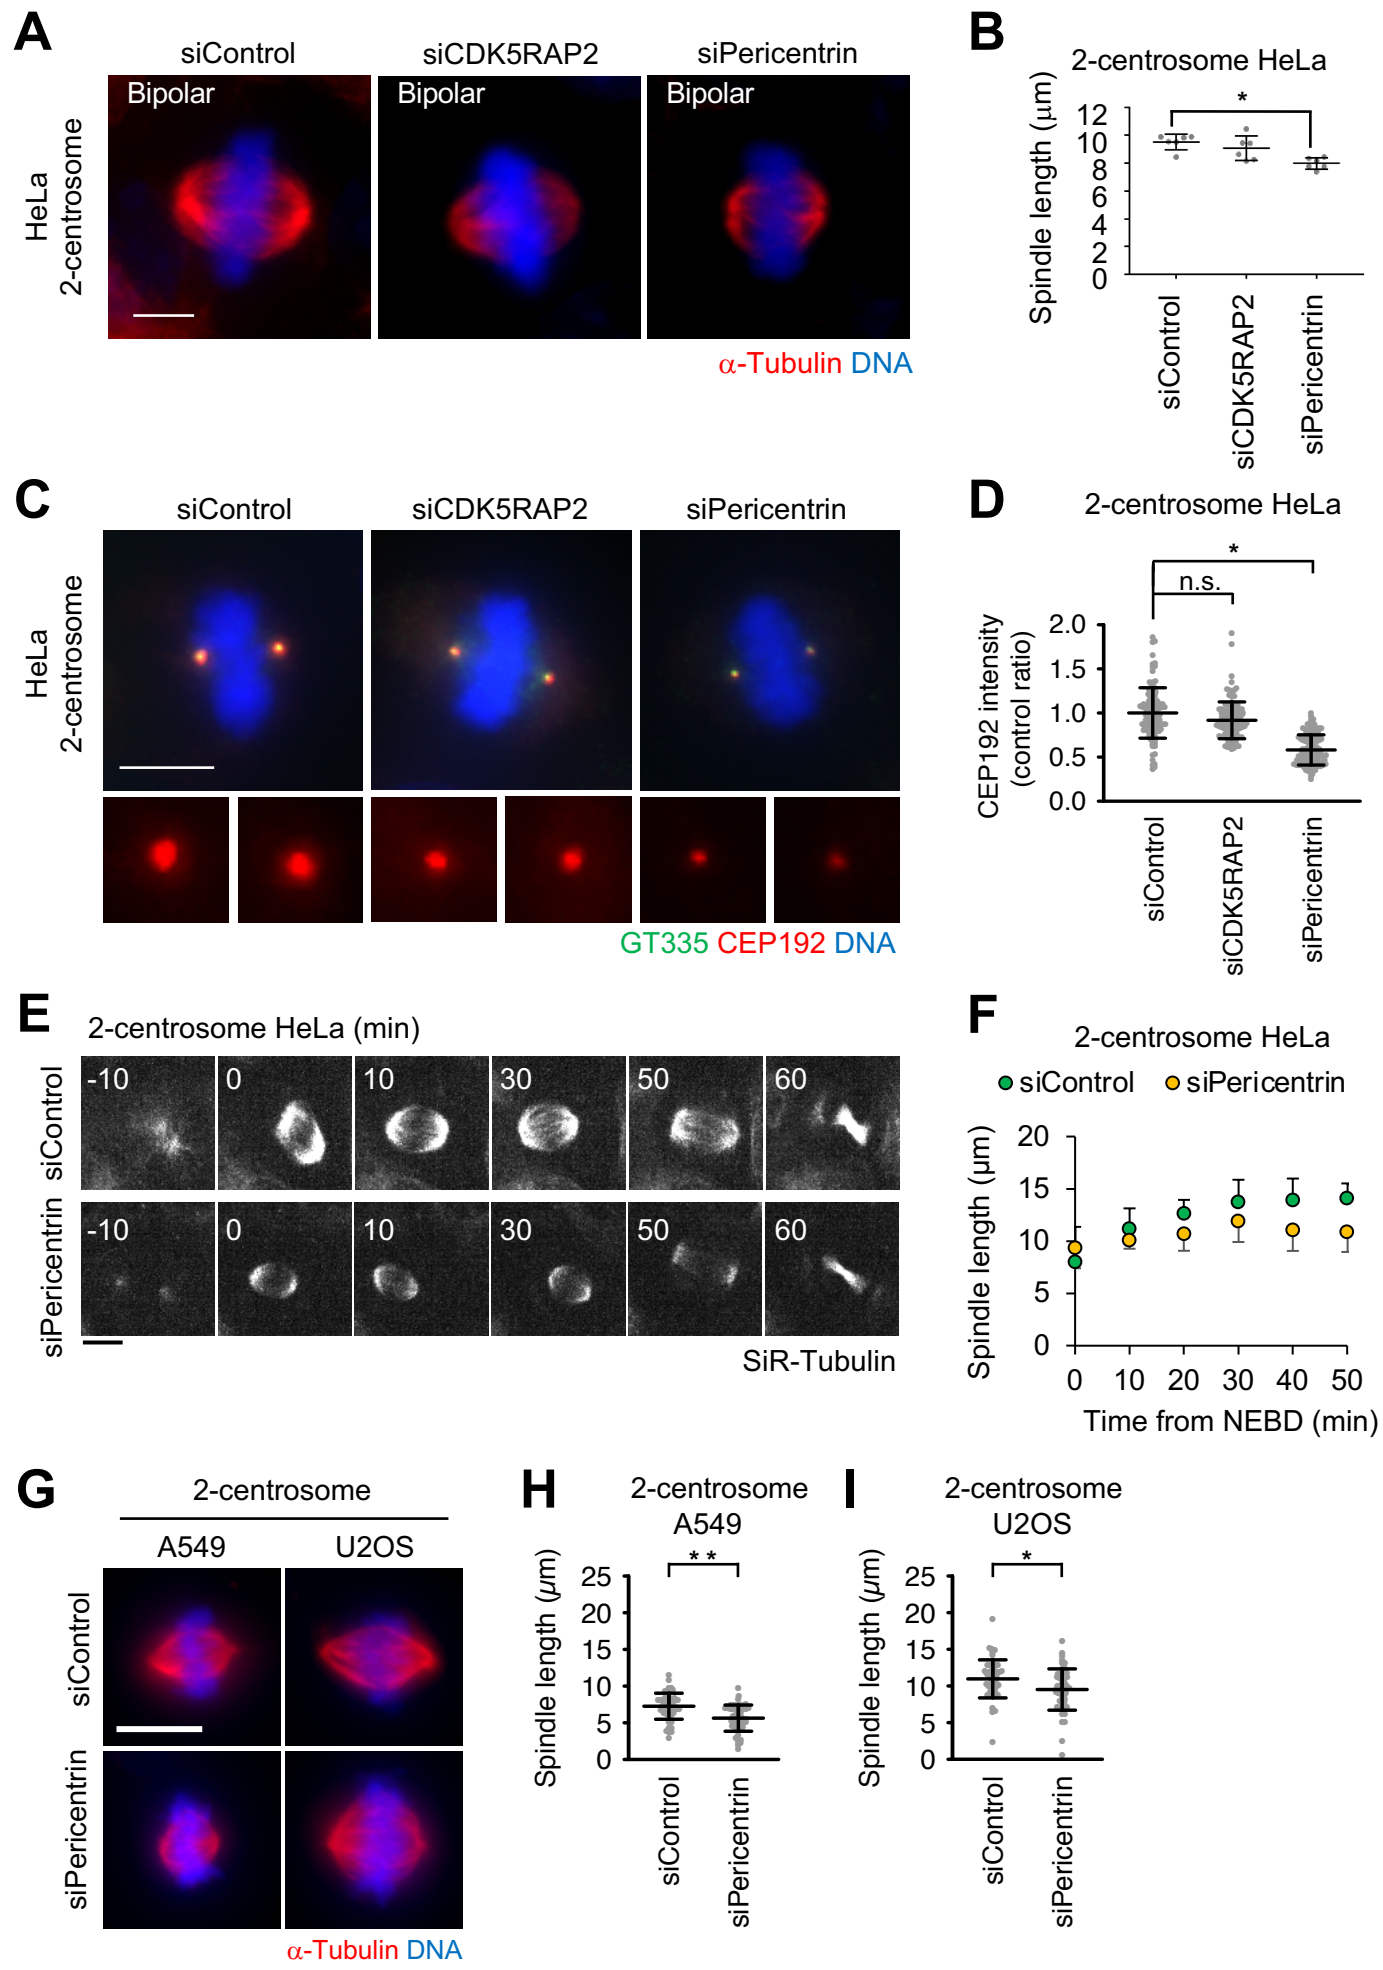 A
siControl
siCDK5RAP2
siPericentrin
HeLa
2-centrosome
Bipolar
Bipolar
Bipolar
α-Tubulin DNA
B
2-centrosome HeLa
*
Spindle length (μm)
12
10
8
6
4
2
0
siControl
siCDK5RAP2
siPericentrin
C
siControl
siCDK5RAP2
siPericentrin
HeLa
2-centrosome
GT335 CEP192 DNA
D
2-centrosome HeLa
*
n.s.
CEP192 intensity
(control ratio)
2.0
1.5
1.0
0.5
0.0
siControl
siCDK5RAP2
siPericentrin
E
2-centrosome HeLa (min)
siControl
-10
0
10
30
50
60
siPericentrin
-10
0
10
30
50
60
SiR-Tubulin
F
2-centrosome HeLa
siControl
siPericentrin
Spindle length (μm)
20
15
10
5
0
0 10 20 30 40 50
Time from NEBD (min)
G
2-centrosome
A549
U2OS
siControl
siPericentrin
α-Tubulin DNA
H
2-centrosome
A549
* *
Spindle length (μm)
25
20
15
10
5
0
siControl
siPericentrin
I
2-centrosome
U2OS
*
Spindle length (μm)
25
20
15
10
5
0
siControl
siPericentrin